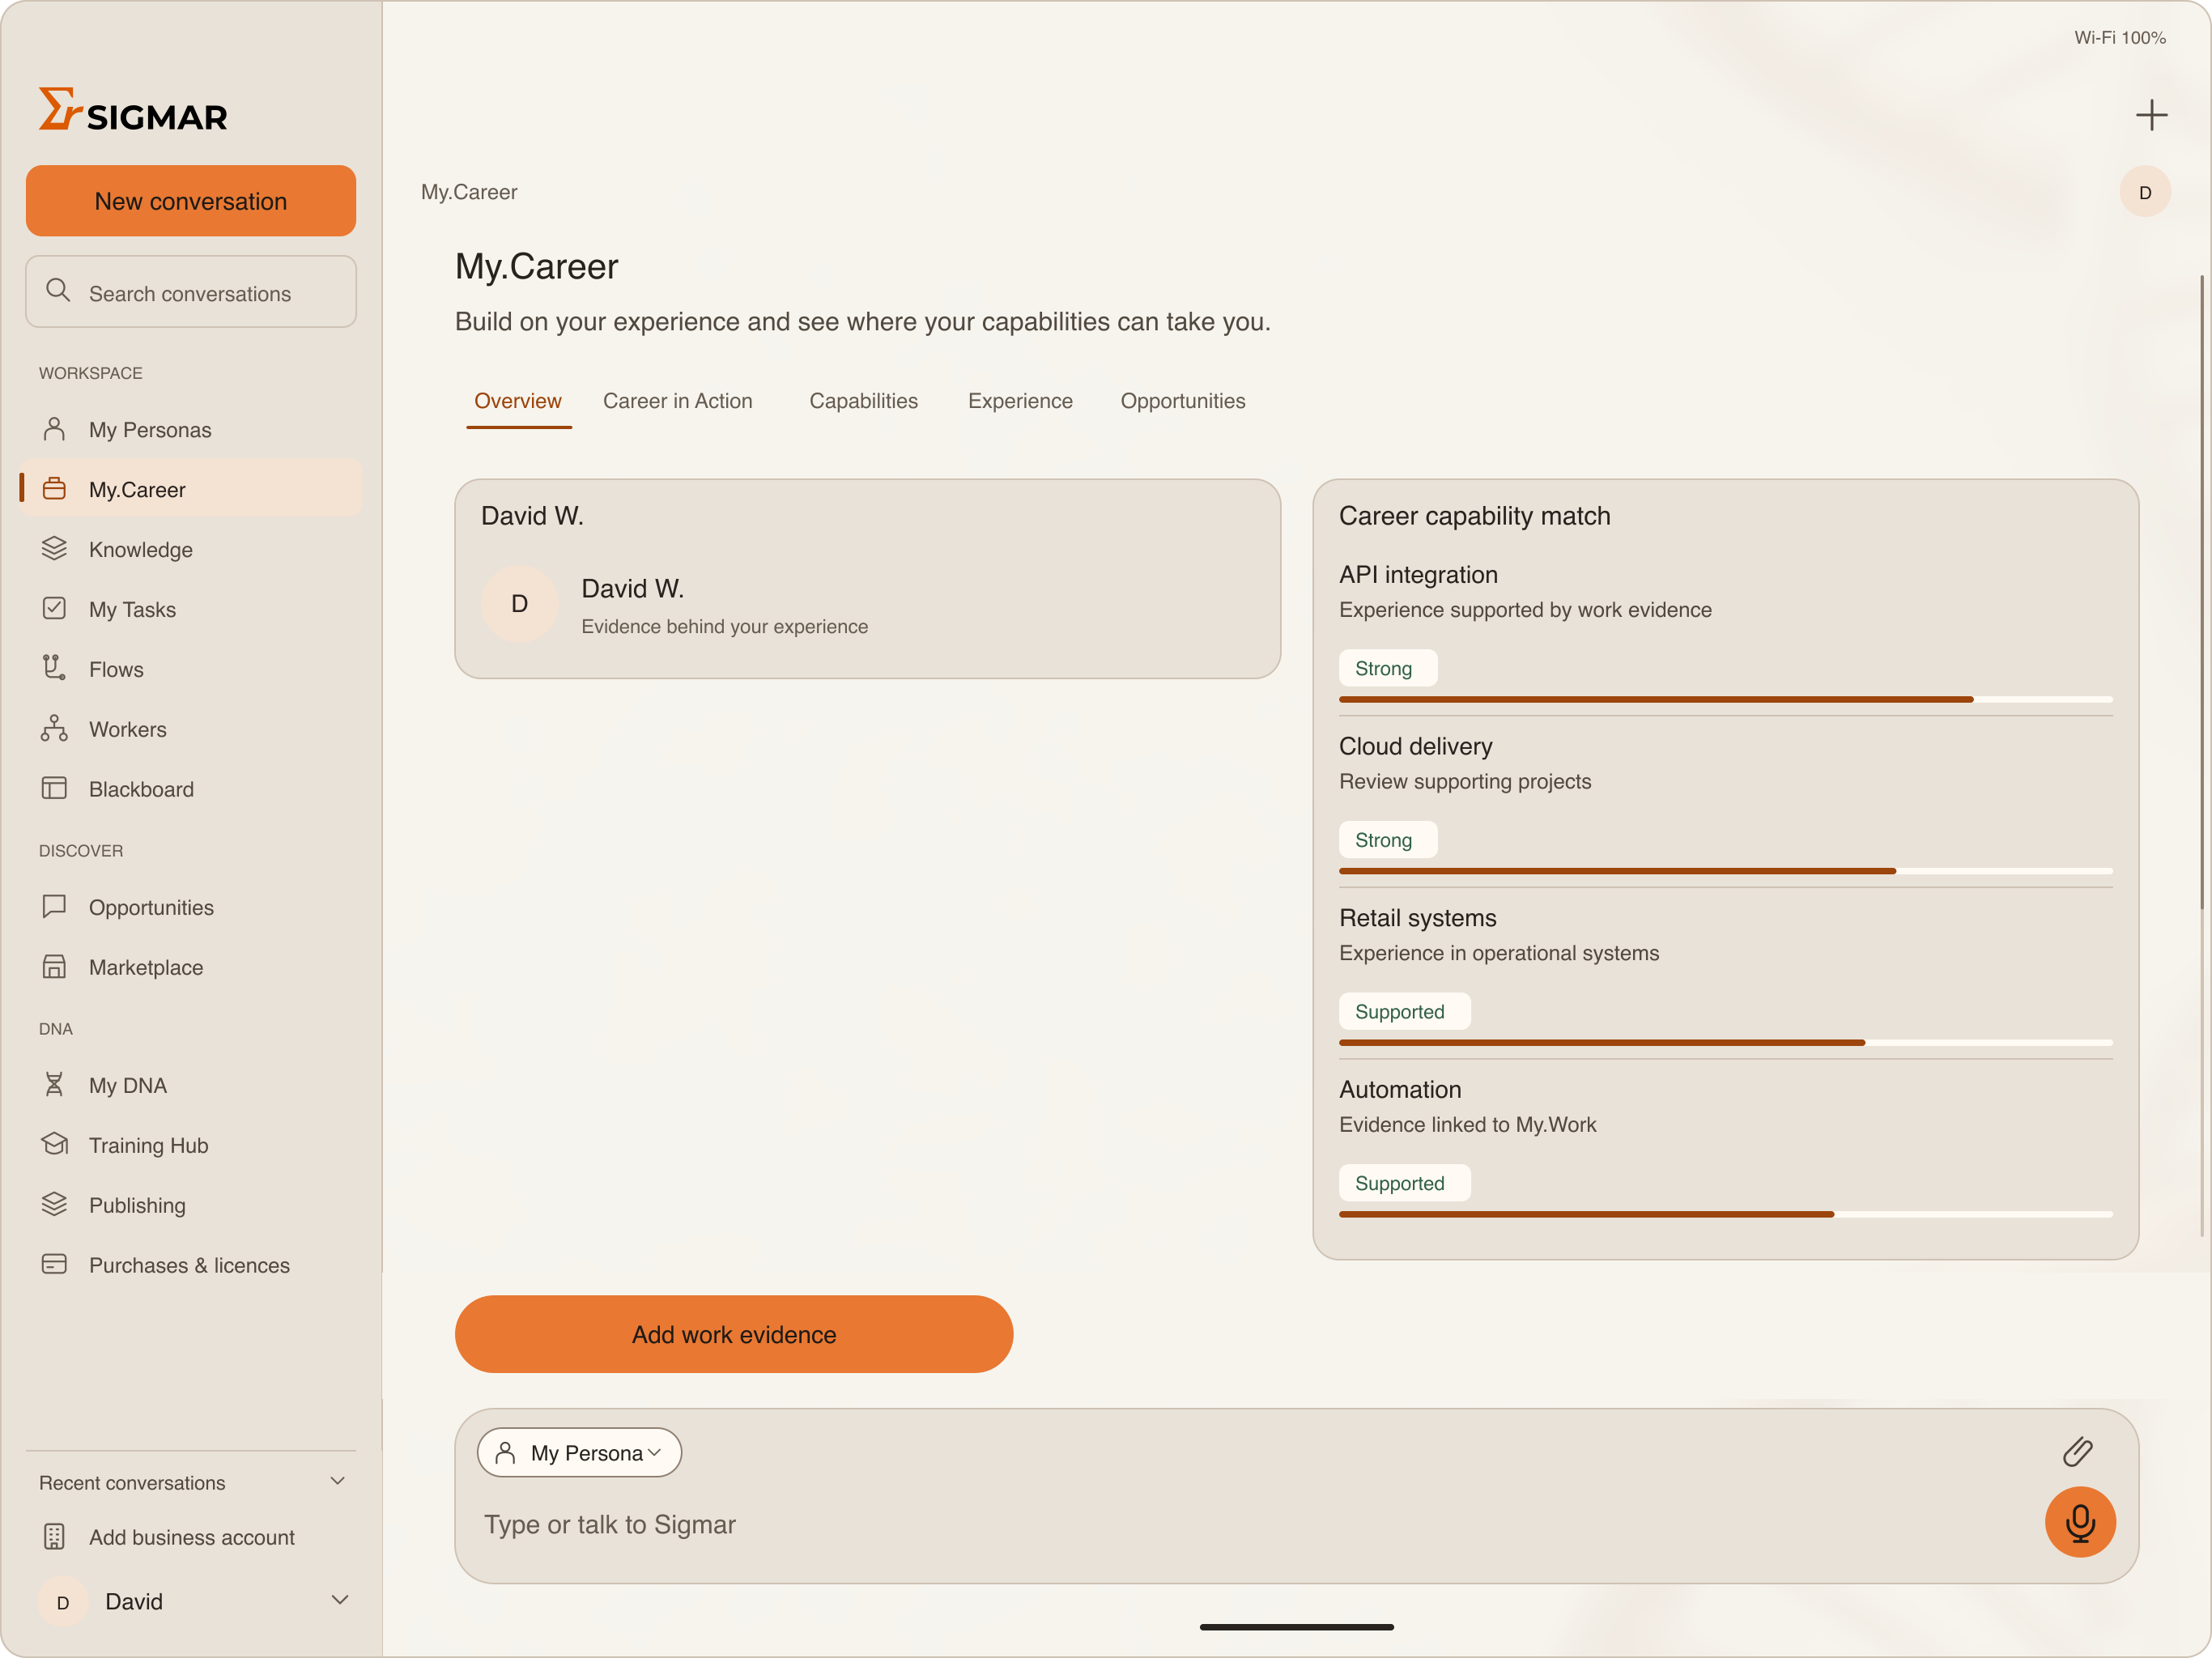 Wi-Fi 100%
SIGMAR
New conversation
Search conversations
WORKSPACE
My Personas
My.Career
Knowledge
My Tasks
Flows
Workers
Blackboard
DISCOVER
Opportunities
Marketplace
DNA
My DNA
Training Hub
Publishing
Purchases & licences
Recent conversations
Add business account
D
David
My.Career
D
My.Career
Build on your experience and see where your capabilities can take you.
Overview
Career in Action
Capabilities
Experience
Opportunities
David W.
D
David W.
Evidence behind your experience
Career capability match
API integration
Experience supported by work evidence
Strong
Cloud delivery
Review supporting projects
Strong
Retail systems
Experience in operational systems
Supported
Automation
Evidence linked to My.Work
Supported
Add work evidence
My Persona
Type or talk to Sigmar